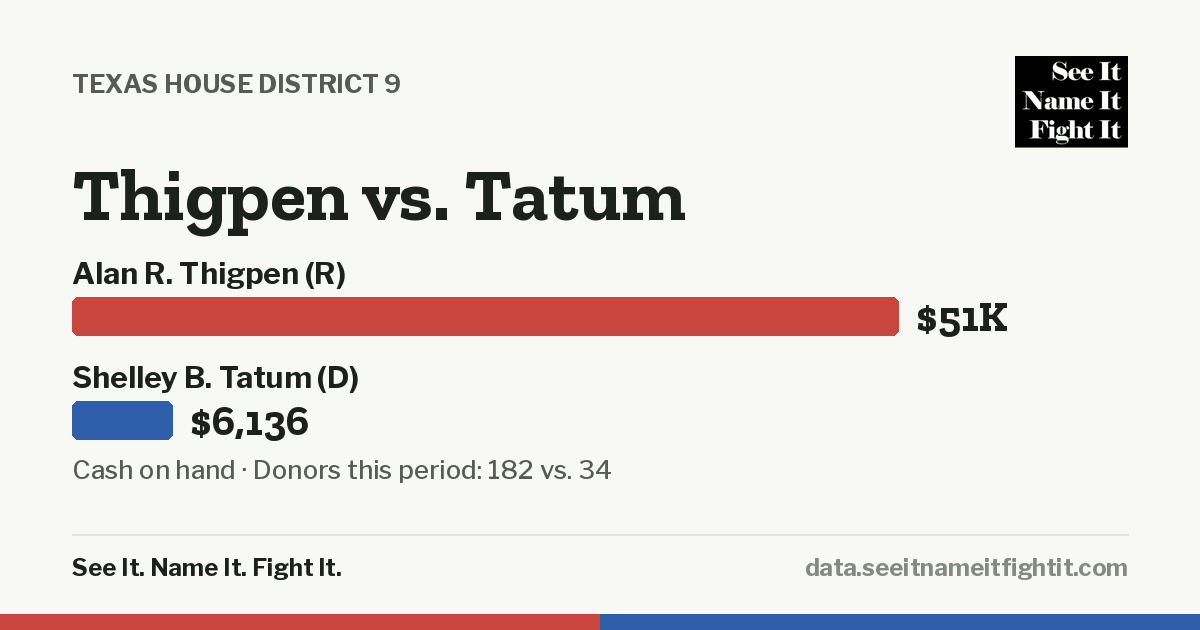 TEXAS HOUSE DISTRICT 9
See It
Name It
Fight It
Thigpen vs. Tatum
Alan R. Thigpen (R)
$51K
Shelley B. Tatum (D)
$6,136
Cash on hand · Donors this period: 182 vs. 34
See It. Name It. Fight It.
data.seeitnameitfightit.com